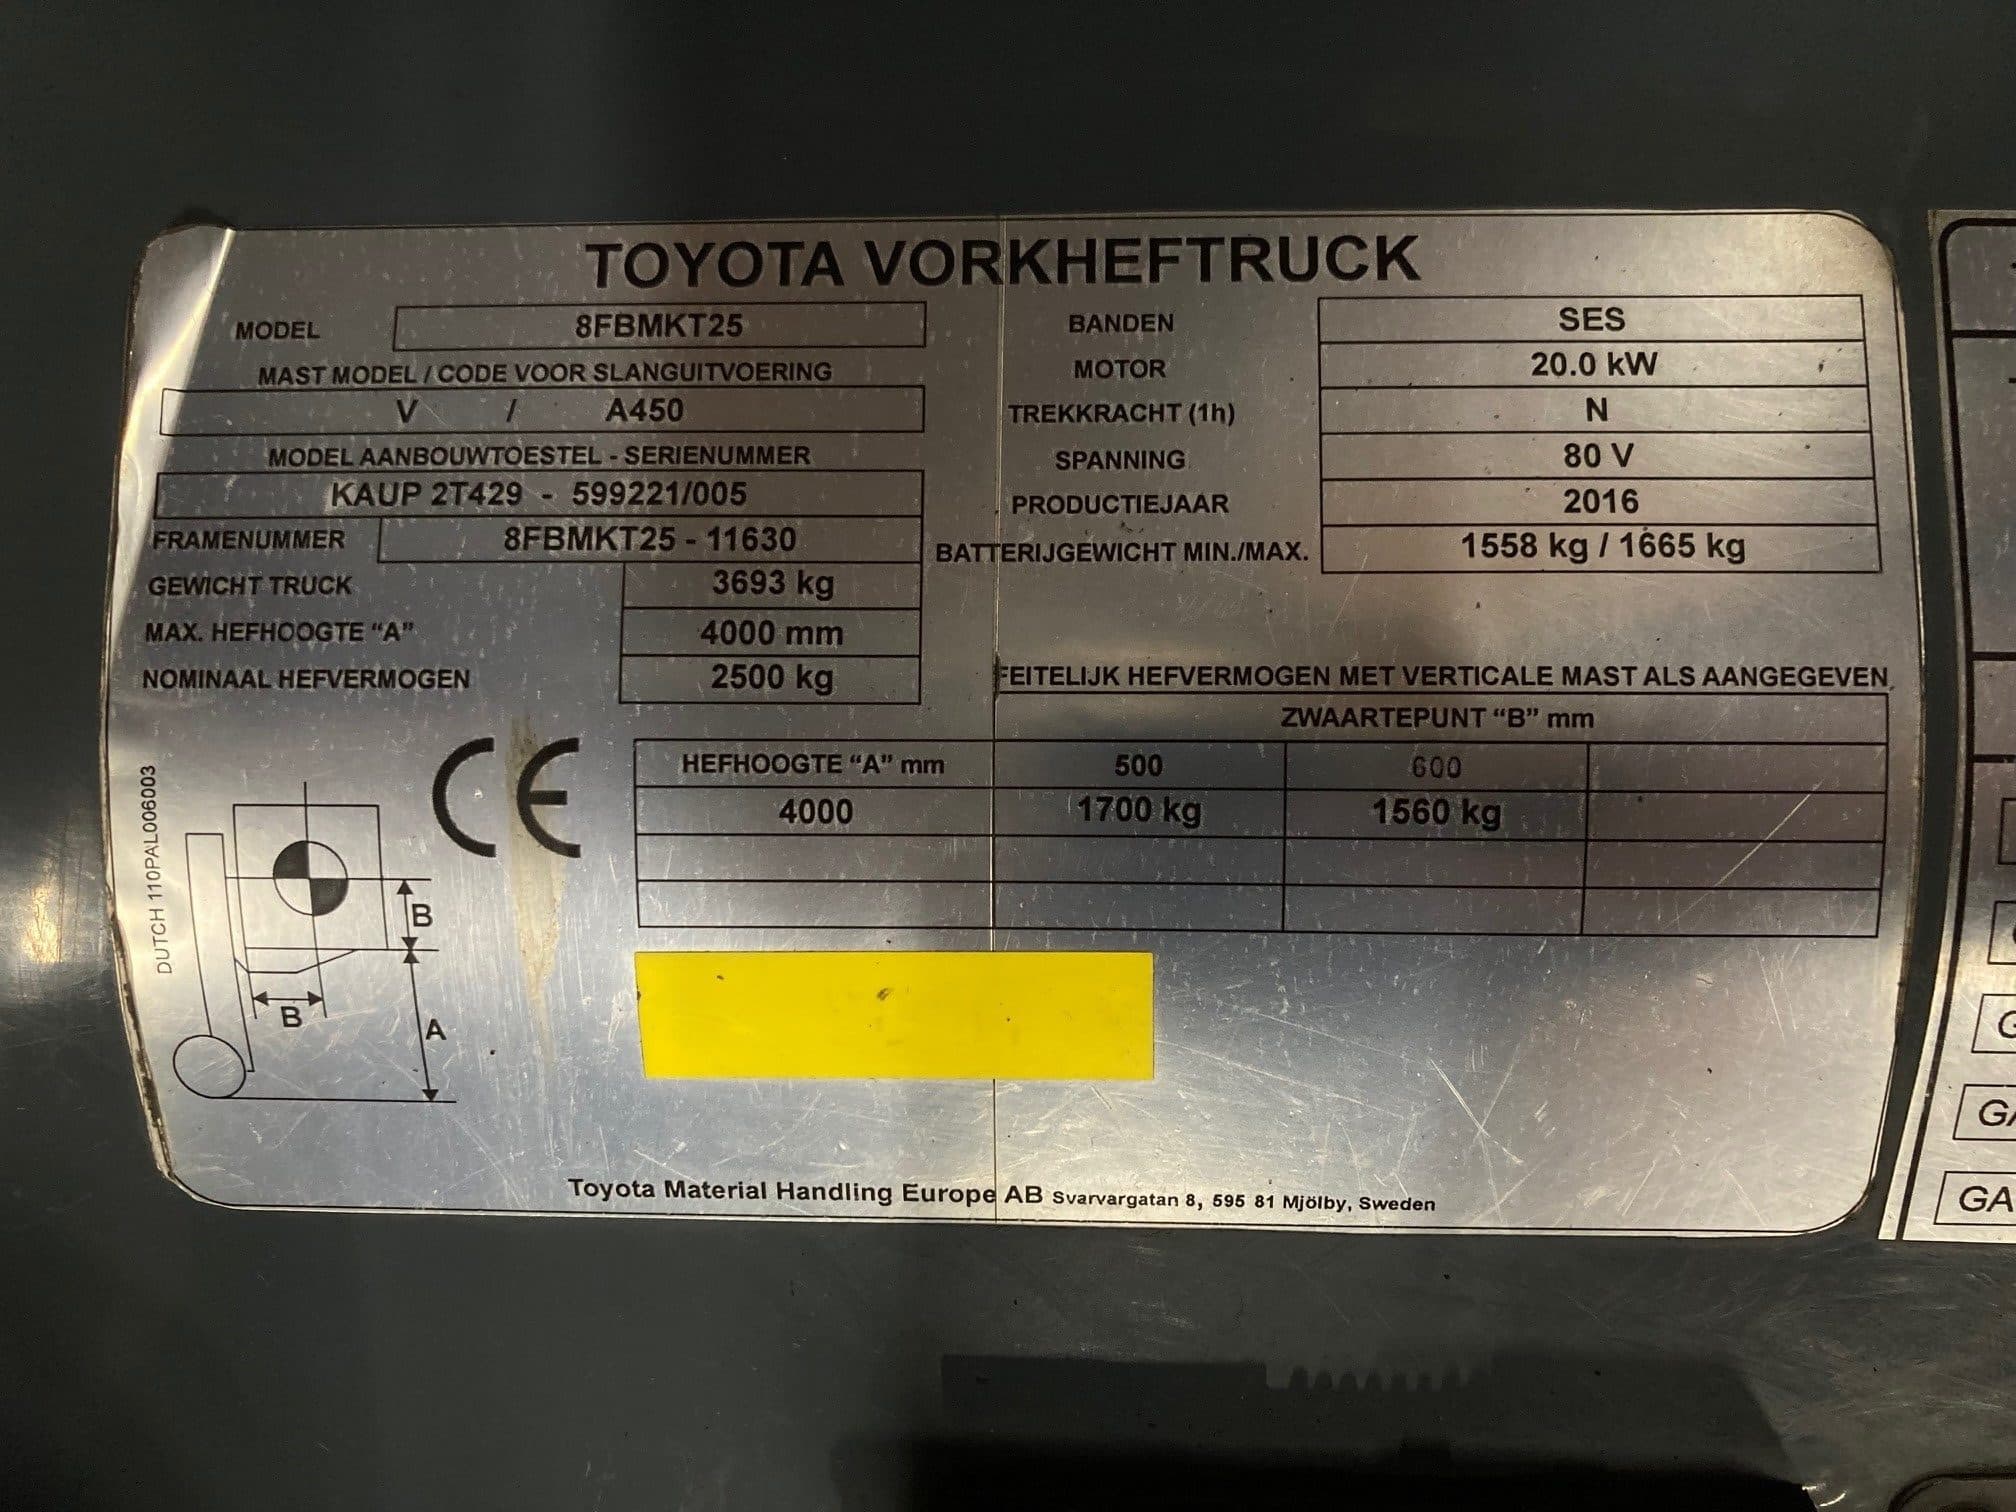 TOYOTA VORKHEFTRUCK
MODEL 8FBMKT25
MAST MODEL / CODE VOOR SLANGUITVOERING
V / A450
MODEL AANBOUWTOESTEL - SERIENUMMER
KAUP 2T429 - 599221/005
FRAMENUMMER 8FBMKT25 - 11630
GEWICHT TRUCK 3693 kg
MAX. HEFHOOGTE “A” 4000 mm
NOMINAAL HEFVERMOGEN 2500 kg
BANDEN SES
MOTOR 20.0 kW
TREKKRACHT (1h) N
SPANNING 80 V
PRODUCTIEJAAR 2016
BATTERIJGEWICHT MIN./MAX. 1558 kg / 1665 kg
FEITELIJK HEFVERMOGEN MET VERTICALE MAST ALS AANGEGEVEN
ZWAARTEPUNT “B” mm
HEFHOOGTE “A” mm 500 600
4000 1700 kg 1560 kg
CE
DUTCH 110PAL006003
B
B
A
Toyota Material Handling Europe AB Svarvargatan 8, 595 81 Mjölby, Sweden